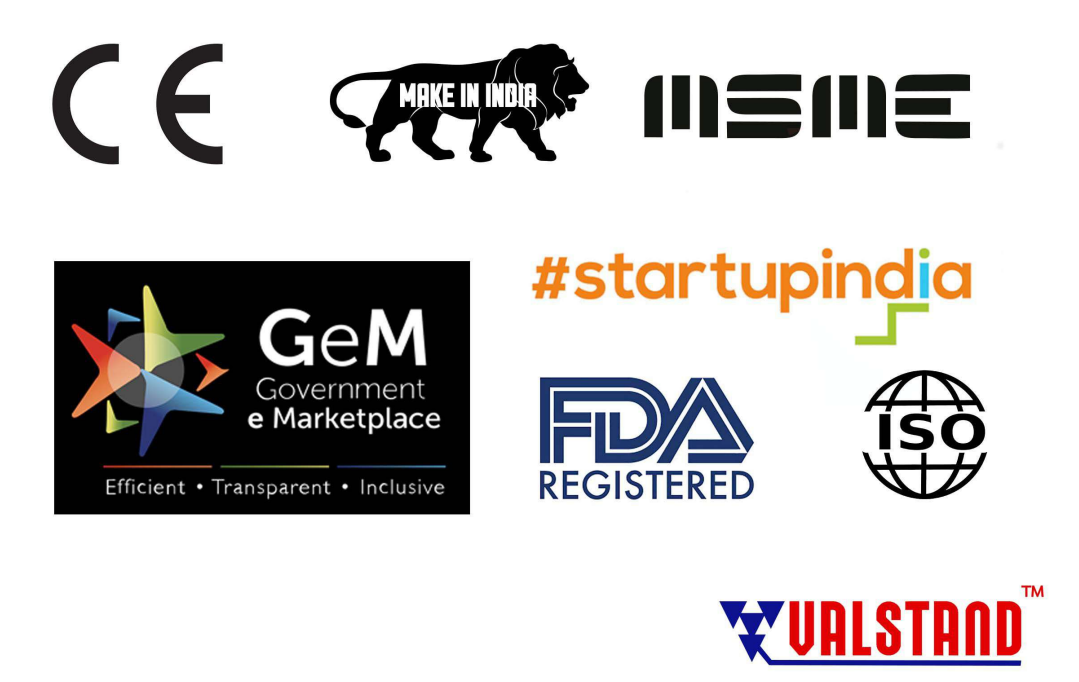 CE
MAKE IN INDIA
MSME
#startupindia
GeM
Government
e Marketplace
Efficient • Transparent • Inclusive
FDA
REGISTERED
ISO
VALSTAND™